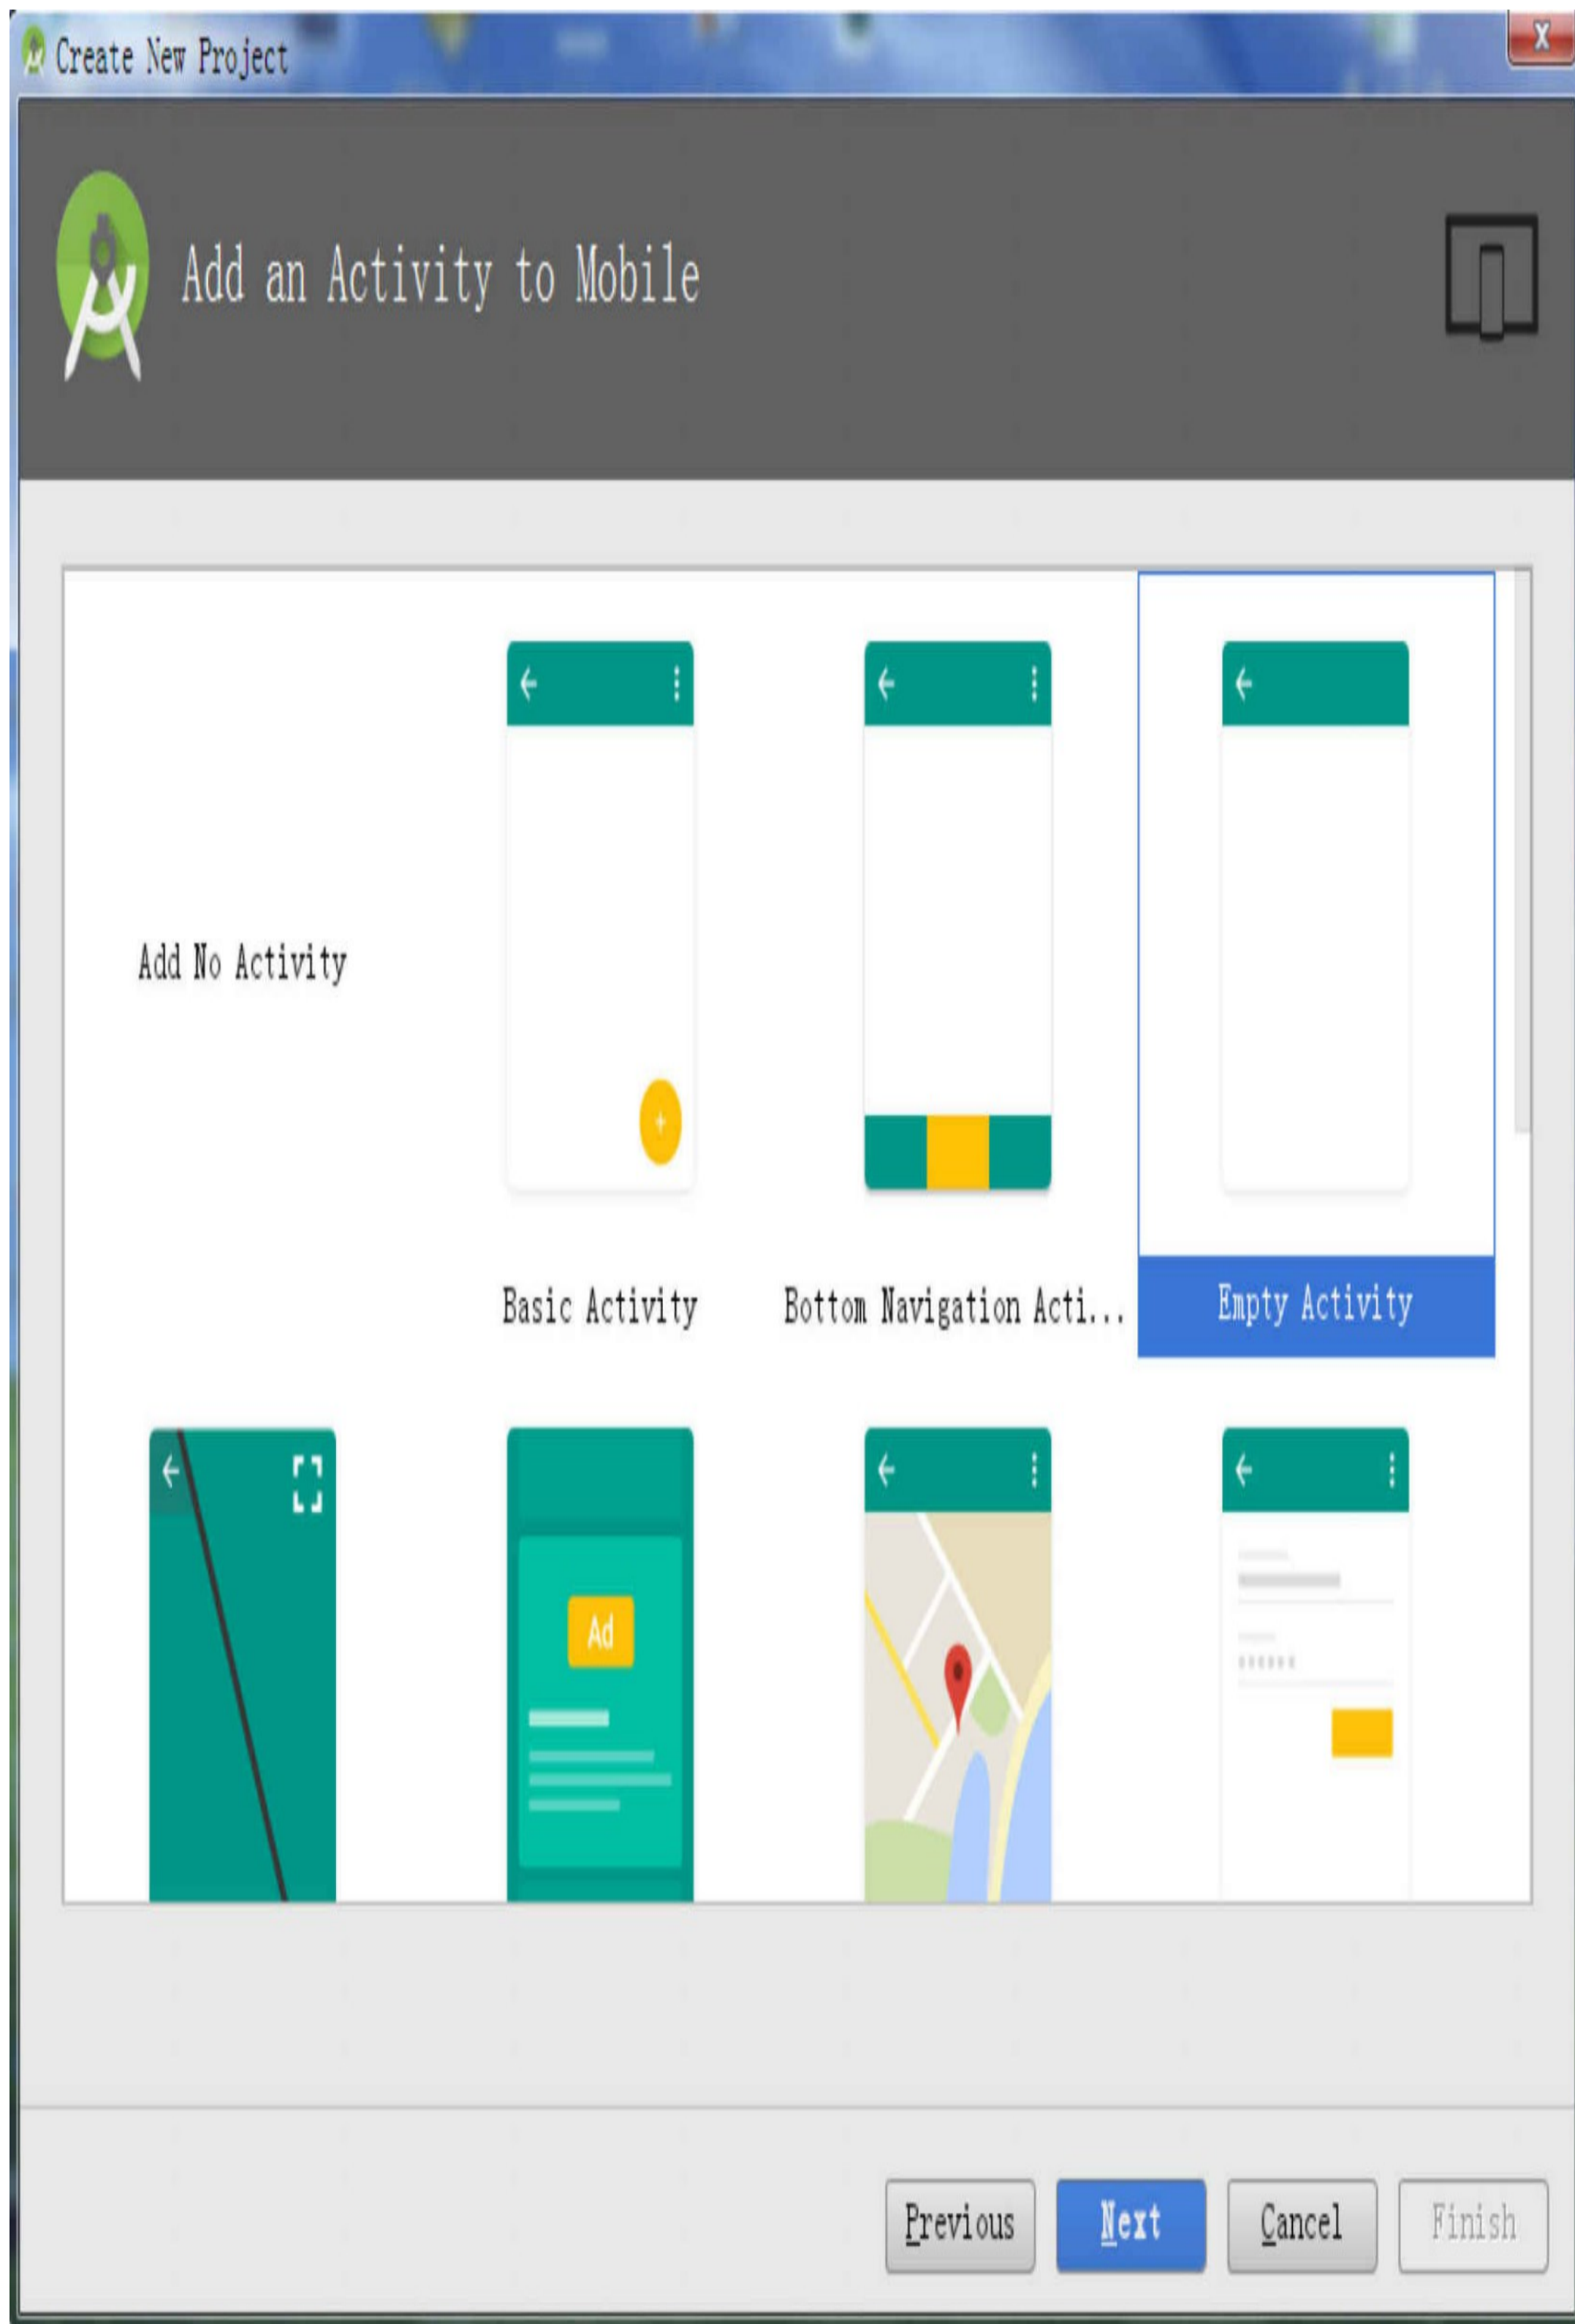 Create New Project
X
Add an Activity to Mobile
Add No Activity
Basic Activity
Bottom Navigation Acti...
Empty Activity
Ad
Previous
Next
Cancel
Finish